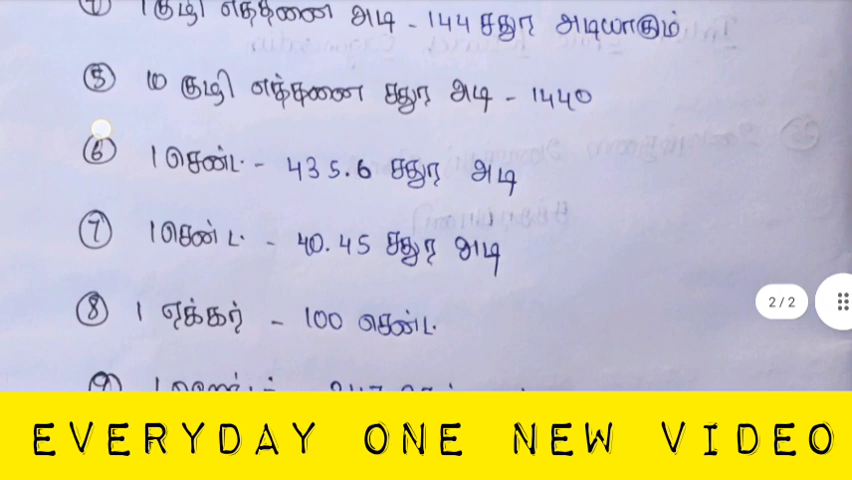 1 குழி எத்தனை அடி - 144 சதுர அடியாகும்
⑤ 10 குழி எத்தனை சதுர அடி - 1440
⑥ 1 சென்ட் - 435.6 சதுர அடி
⑦ 1 சென்ட் - 40.45 சதுர அடி
⑧ 1 ஏக்கர் - 100 சென்ட்
2/2
EVERYDAY ONE NEW VIDEO